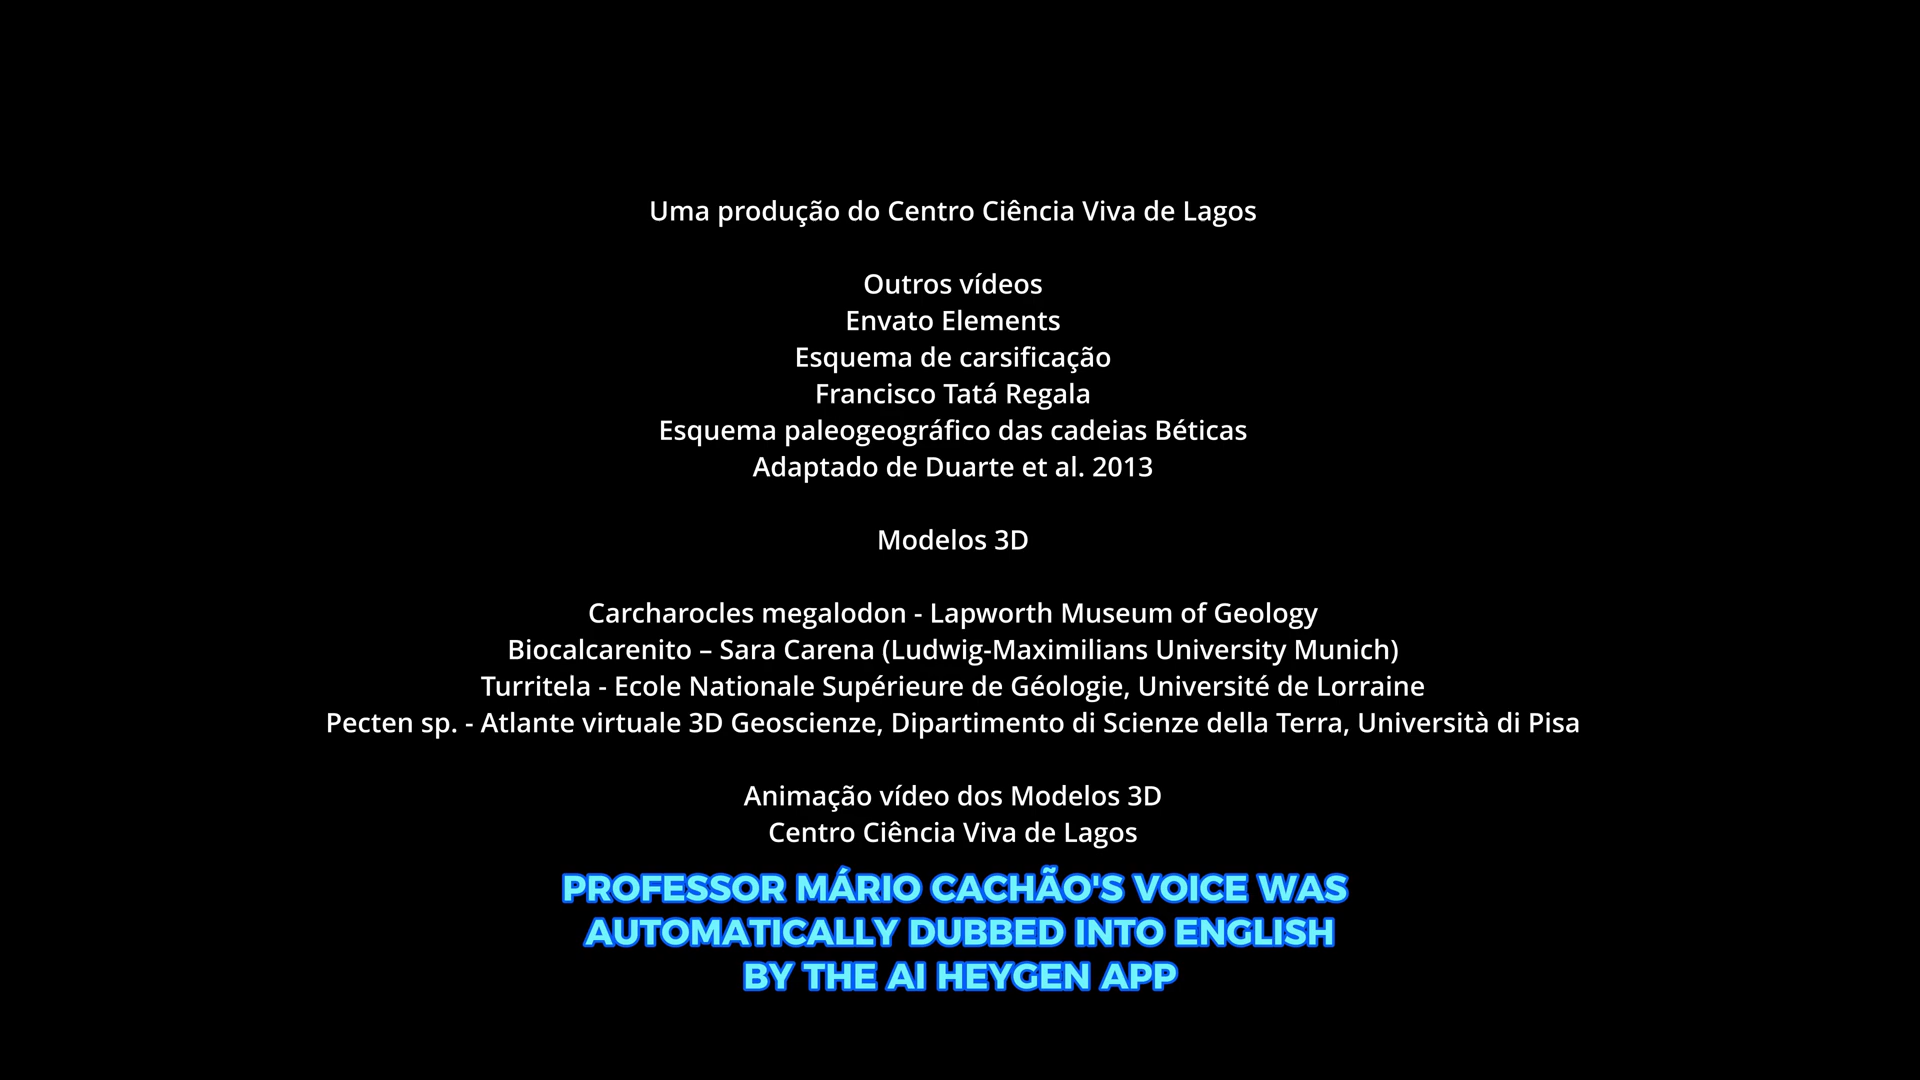 Uma produção do Centro Ciência Viva de Lagos
Outros vídeos
Envato Elements
Esquema de carsificação
Francisco Tatá Regala
Esquema paleogeográfico das cadeias Béticas
Adaptado de Duarte et al. 2013
Modelos 3D
Carcharocles megalodon - Lapworth Museum of Geology
Biocalcarenito – Sara Carena (Ludwig-Maximilians University Munich)
Turritela - Ecole Nationale Supérieure de Géologie, Université de Lorraine
Pecten sp. - Atlante virtuale 3D Geoscienze, Dipartimento di Scienze della Terra, Università di Pisa
Animação vídeo dos Modelos 3D
Centro Ciência Viva de Lagos
PROFESSOR MÁRIO CACHÃO'S VOICE WAS
AUTOMATICALLY DUBBED INTO ENGLISH
BY THE AI HEYGEN APP